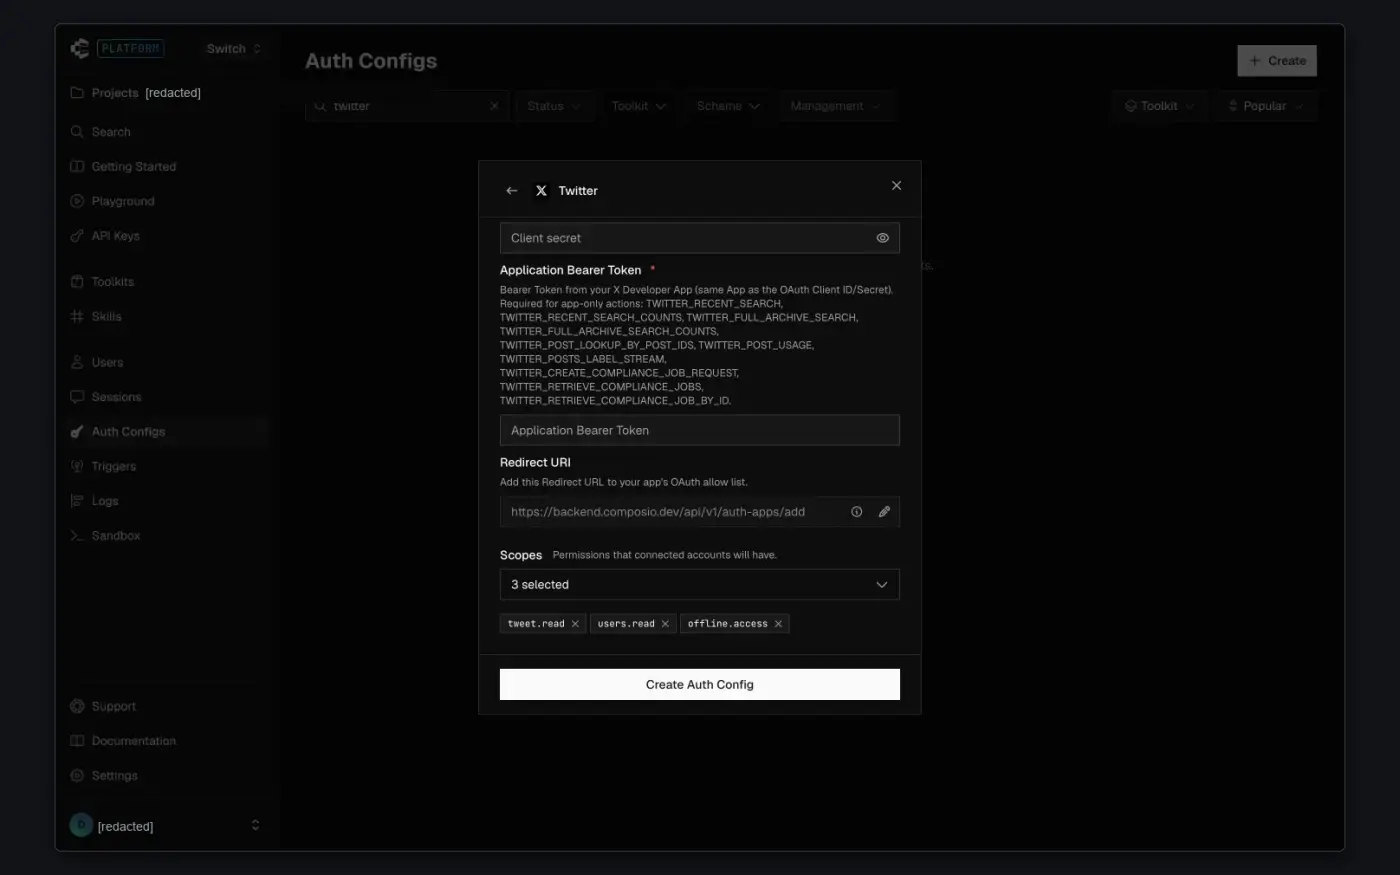 PLATFORM
Switch
Projects [redacted]
Search
Getting Started
Playground
API Keys
Toolkits
Skills
Users
Sessions
Auth Configs
Triggers
Logs
Sandbox
Support
Documentation
Settings
D [redacted]
Auth Configs
+ Create
twitter
Status
Toolkit
Scheme
Management
Toolkit
Popular
ts.
Twitter
Client secret
Application Bearer Token *
Bearer Token from your X Developer App (same App as the OAuth Client ID/Secret).
Required for app-only actions: TWITTER_RECENT_SEARCH,
TWITTER_RECENT_SEARCH_COUNTS, TWITTER_FULL_ARCHIVE_SEARCH,
TWITTER_FULL_ARCHIVE_SEARCH_COUNTS,
TWITTER_POST_LOOKUP_BY_POST_IDS, TWITTER_POST_USAGE,
TWITTER_POSTS_LABEL_STREAM,
TWITTER_CREATE_COMPLIANCE_JOB_REQUEST,
TWITTER_RETRIEVE_COMPLIANCE_JOBS,
TWITTER_RETRIEVE_COMPLIANCE_JOB_BY_ID.
Application Bearer Token
Redirect URI
Add this Redirect URL to your app's OAuth allow list.
https://backend.composio.dev/api/v1/auth-apps/add
Scopes Permissions that connected accounts will have.
3 selected
tweet.read
users.read
offline.access
Create Auth Config